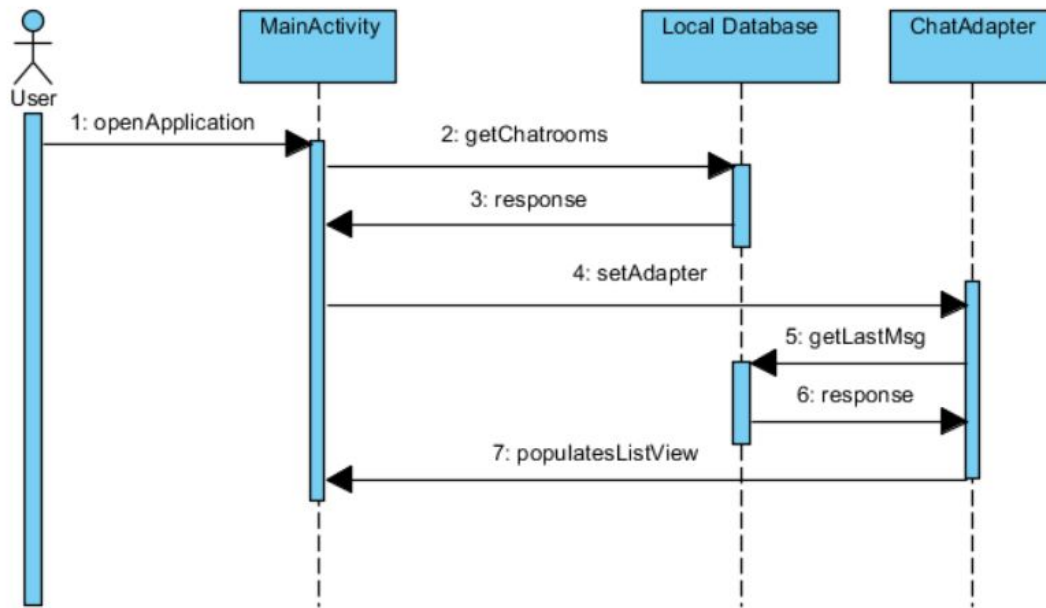 MainActivity
Local Database
ChatAdapter
User
1: openApplication
2: getChatrooms
3: response
4: setAdapter
5: getLastMsg
6: response
7: populatesListView